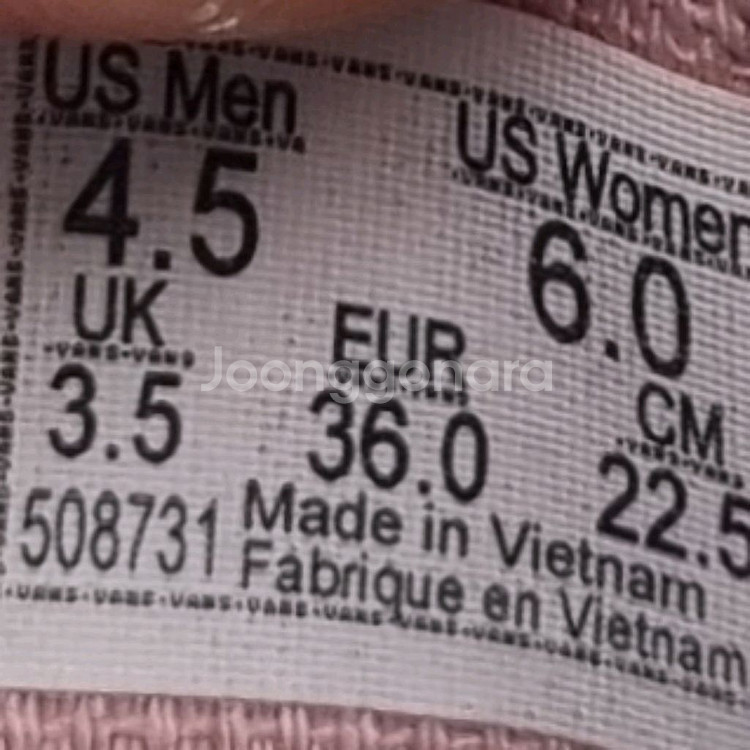 US Men
US Women
4.5
6.0
UK
EUR
CM
3.5
36.0
22.5
508731
Made in Vietnam
Fabrique en Vietnam
Joonggonara